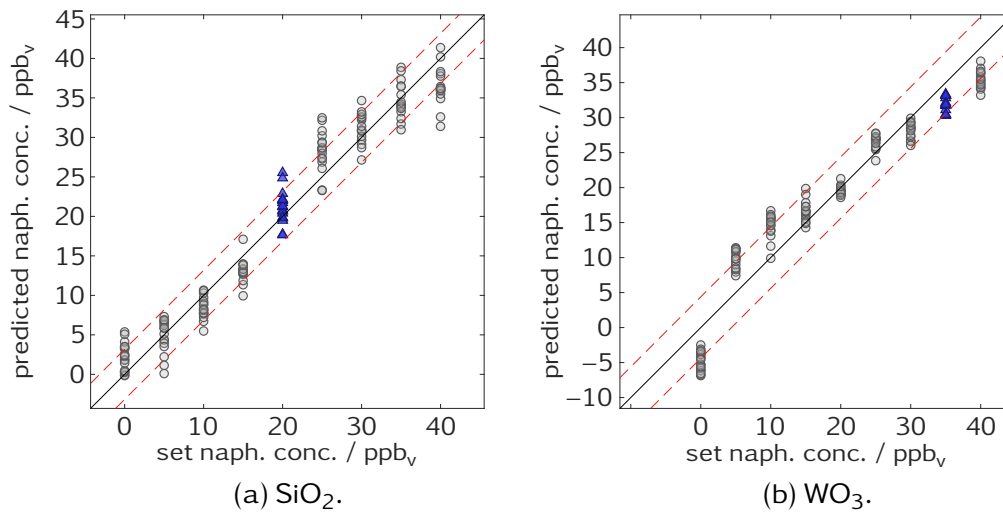 45
40
35
30
25
20
15
10
5
0
predicted naph. conc. / ppbᵥ
0 10 20 30 40
set naph. conc. / ppbᵥ
(a) SiO₂.
40
35
30
25
20
15
10
5
0
−5
−10
predicted naph. conc. / ppbᵥ
0 10 20 30 40
set naph. conc. / ppbᵥ
(b) WO₃.